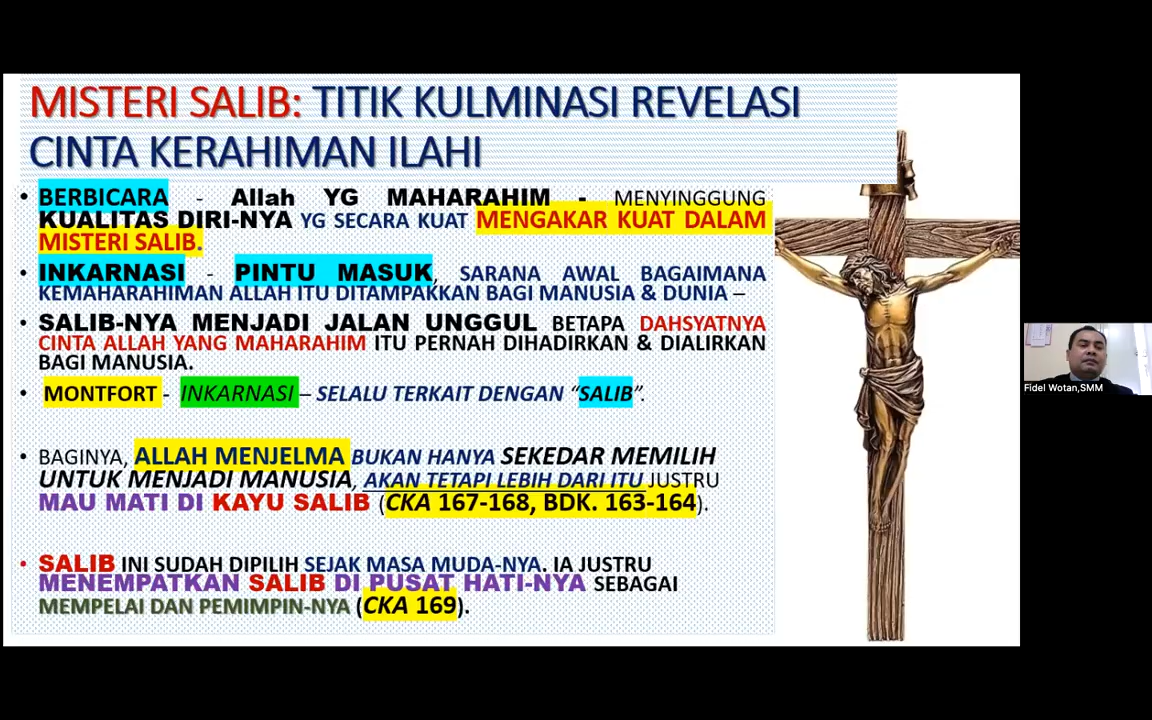 MISTERI SALIB: TITIK KULMINASI REVELASI
CINTA KERAHIMAN ILAHI
• BERBICARA - Allah YG MAHARAHIM - MENYINGGUNG
KUALITAS DIRI-NYA YG SECARA KUAT MENGAKAR KUAT DALAM
MISTERI SALIB.
• INKARNASI - PINTU MASUK, SARANA AWAL BAGAIMANA
KEMAHARAHIMAN ALLAH ITU DITAMPAKKAN BAGI MANUSIA & DUNIA –
• SALIB-NYA MENJADI JALAN UNGGUL BETAPA DAHSYATNYA
CINTA ALLAH YANG MAHARAHIM ITU PERNAH DIHADIRKAN & DIALIRKAN
BAGI MANUSIA.
• MONTFORT - INKARNASI – SELALU TERKAIT DENGAN “SALIB”.
• BAGINYA, ALLAH MENJELMA BUKAN HANYA SEKEDAR MEMILIH
UNTUK MENJADI MANUSIA, AKAN TETAPI LEBIH DARI ITU JUSTRU
MAU MATI DI KAYU SALIB (CKA 167-168, BDK. 163-164).
• SALIB INI SUDAH DIPILIH SEJAK MASA MUDA-NYA. IA JUSTRU
MENEMPATKAN SALIB DI PUSAT HATI-NYA SEBAGAI
MEMPELAI DAN PEMIMPIN-NYA (CKA 169).
Fidel Wotan,SMM